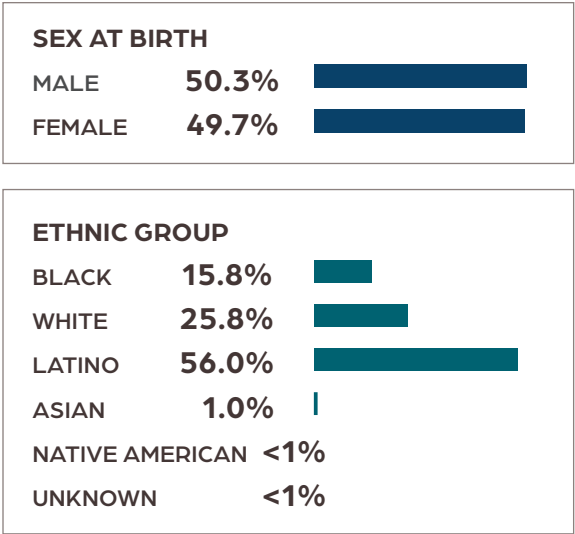 SEX AT BIRTH
MALE 50.3%
FEMALE 49.7%
ETHNIC GROUP
BLACK 15.8%
WHITE 25.8%
LATINO 56.0%
ASIAN 1.0%
NATIVE AMERICAN <1%
UNKNOWN <1%